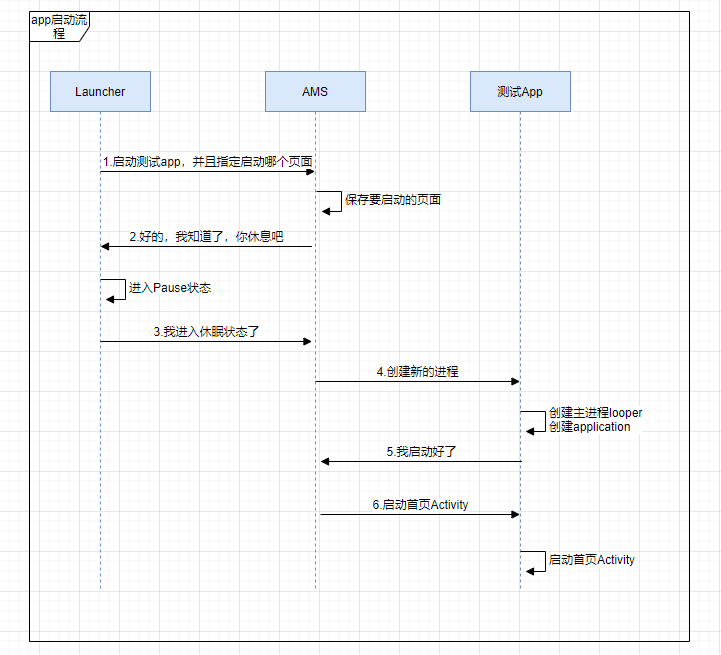 app启动流
程
Launcher
AMS
测试App
1.启动测试app，并且指定启动哪个页面
保存要启动的页面
2.好的，我知道了，你休息吧
进入Pause状态
3.我进入休眠状态了
4.创建新的进程
创建主进程looper
创建application
5.我启动好了
6.启动首页Activity
启动首页Activity